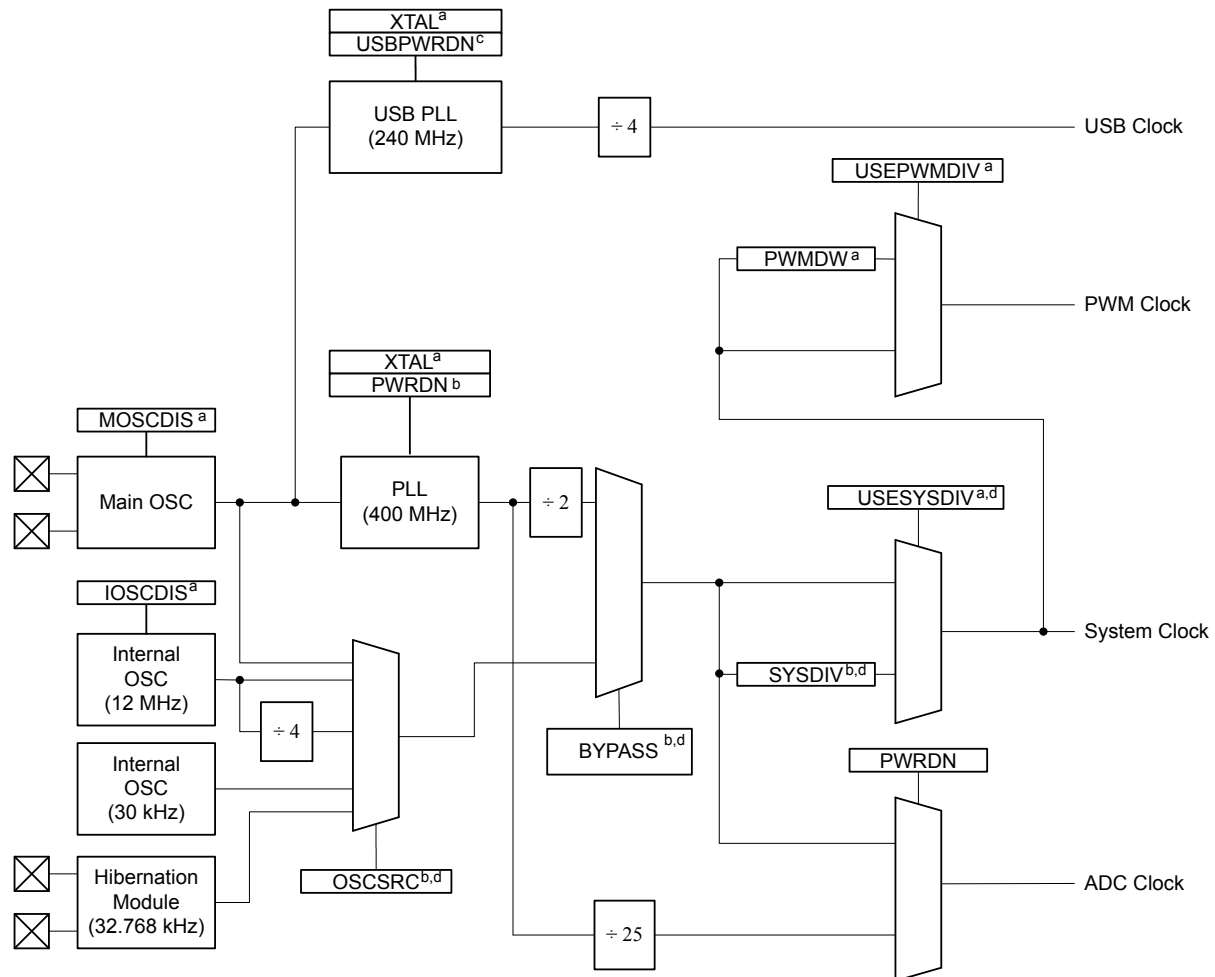 XTALa
USBPWRDNc
USB PLL
(240 MHz)
÷ 4
USB Clock
USEPWMDIV a
PWMDW a
PWM Clock
XTALa
PWRDN b
MOSCDIS a
Main OSC
PLL
(400 MHz)
÷ 2
USESYSDIVa,d
IOSCDISa
Internal
OSC
(12 MHz)
÷ 4
System Clock
SYSDIVb,d
BYPASS b,d
PWRDN
Internal
OSC
(30 kHz)
OSCSRCb,d
Hibernation
Module
(32.768 kHz)
÷ 25
ADC Clock